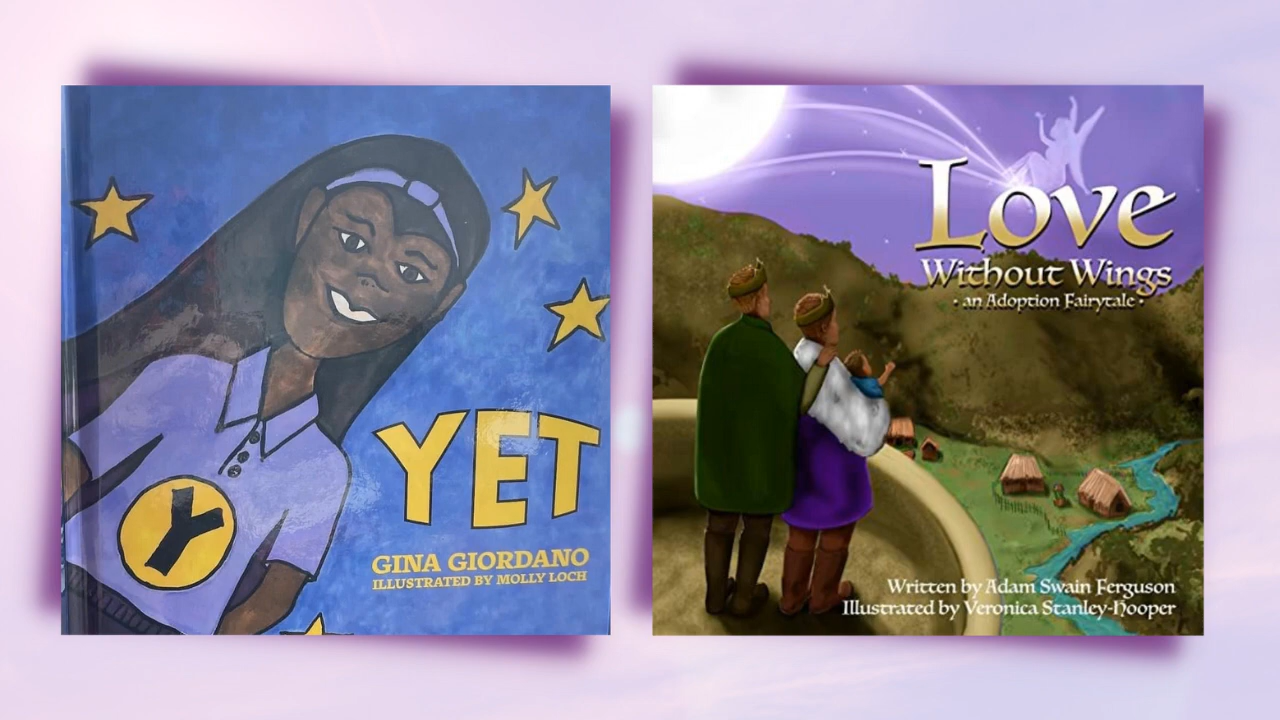 Y
YET
GINA GIORDANO
ILLUSTRATED BY MOLLY LOCH
Love
Without Wings
· an Adoption Fairytale ·
Written by Adam Swain Ferguson
Illustrated by Veronica Stanley-Hooper